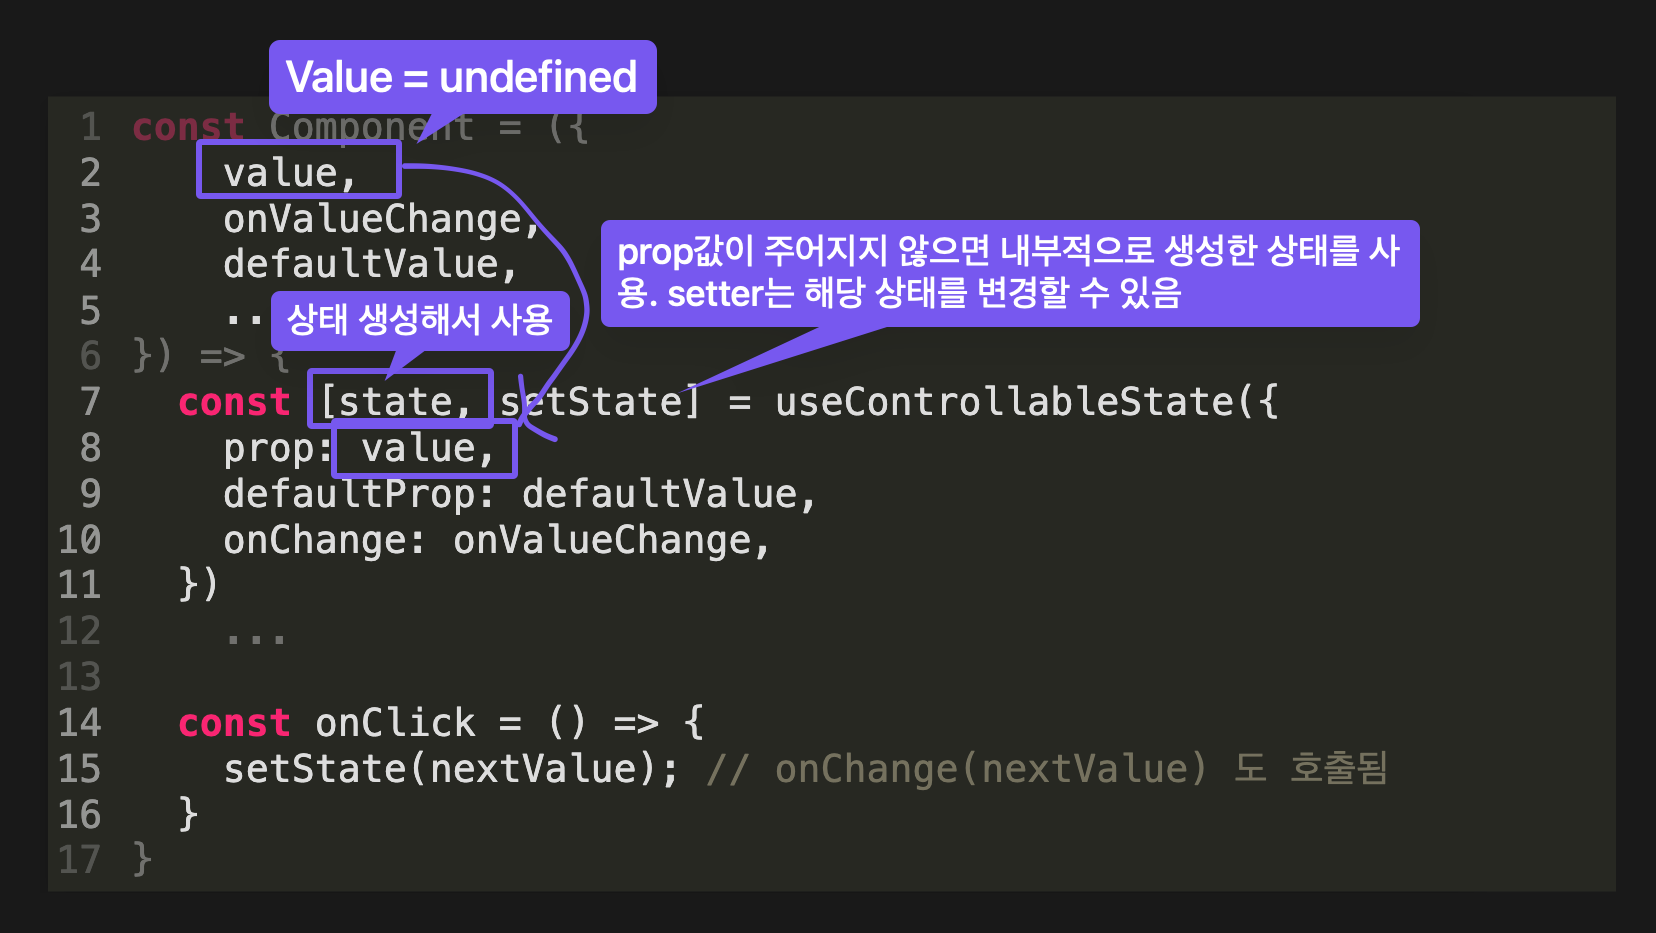 Value = undefined
1 const Component = ({
2 value,
3 onValueChange,
4 defaultValue,
prop값이 주어지지 않으면 내부적으로 생성한 상태를 사
용. setter는 해당 상태를 변경할 수 있음
5 ..
상태 생성해서 사용
6 }) => {
7 const [state, setState] = useControllableState({
8 prop: value,
9 defaultProp: defaultValue,
10 onChange: onValueChange,
11 })
12 ...
13
14 const onClick = () => {
15 setState(nextValue); // onChange(nextValue) 도 호출됨
16 }
17 }